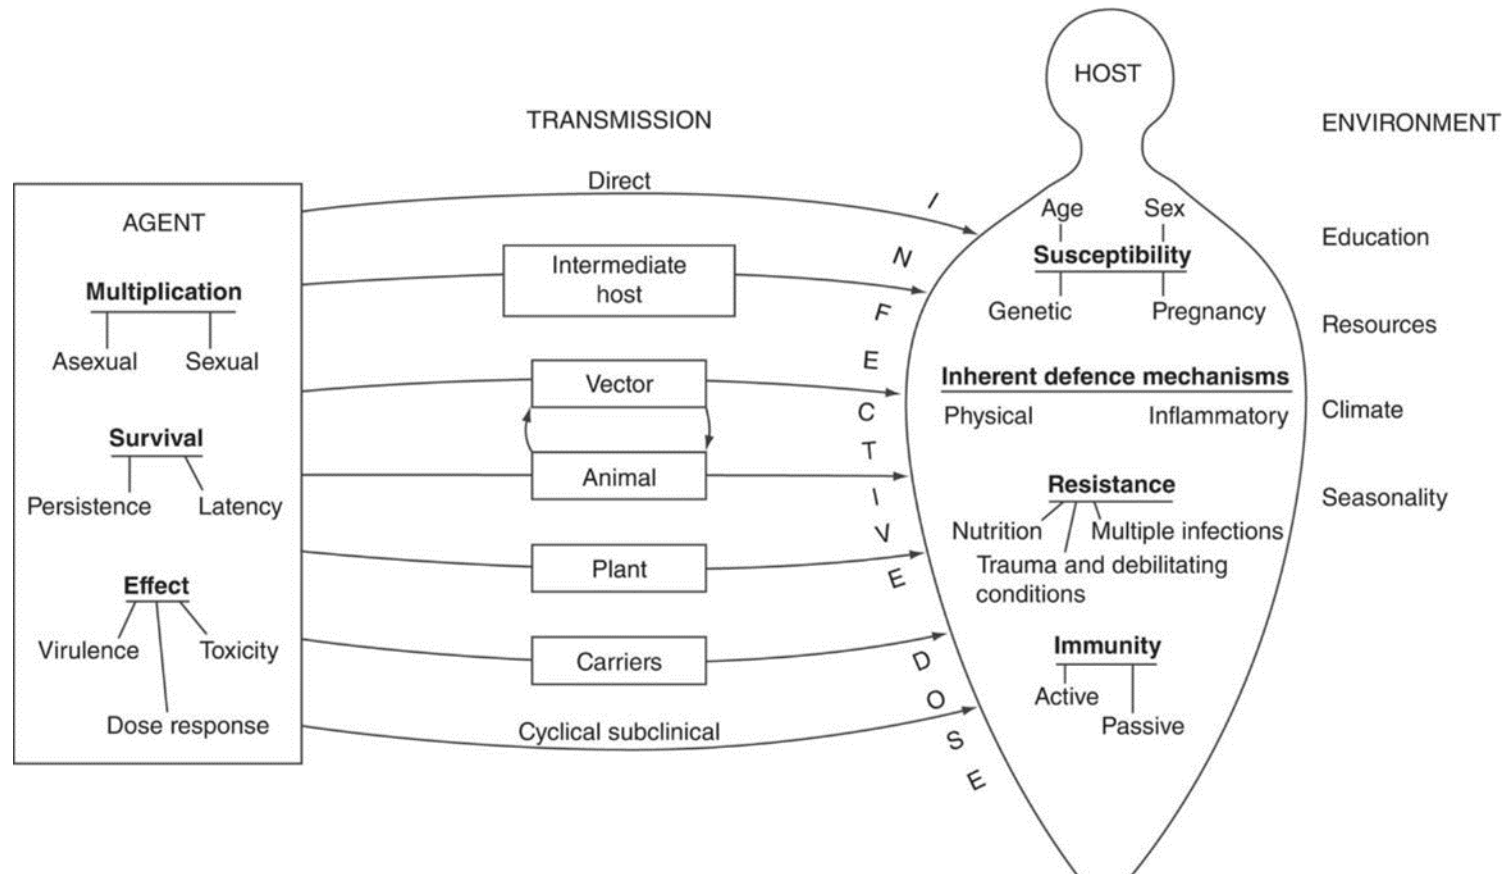 TRANSMISSION
HOST
ENVIRONMENT
AGENT
Multiplication
Asexual Sexual
Survival
Persistence Latency
Effect
Virulence Toxicity
Dose response
Direct
Intermediate
host
Vector
Animal
Plant
Carriers
Cyclical subclinical
INFECTIVE
DOSE
Age Sex
Susceptibility
Genetic Pregnancy
Inherent defence mechanisms
Physical Inflammatory
Resistance
Nutrition Multiple infections
Trauma and debilitating
conditions
Immunity
Active
Passive
Education
Resources
Climate
Seasonality